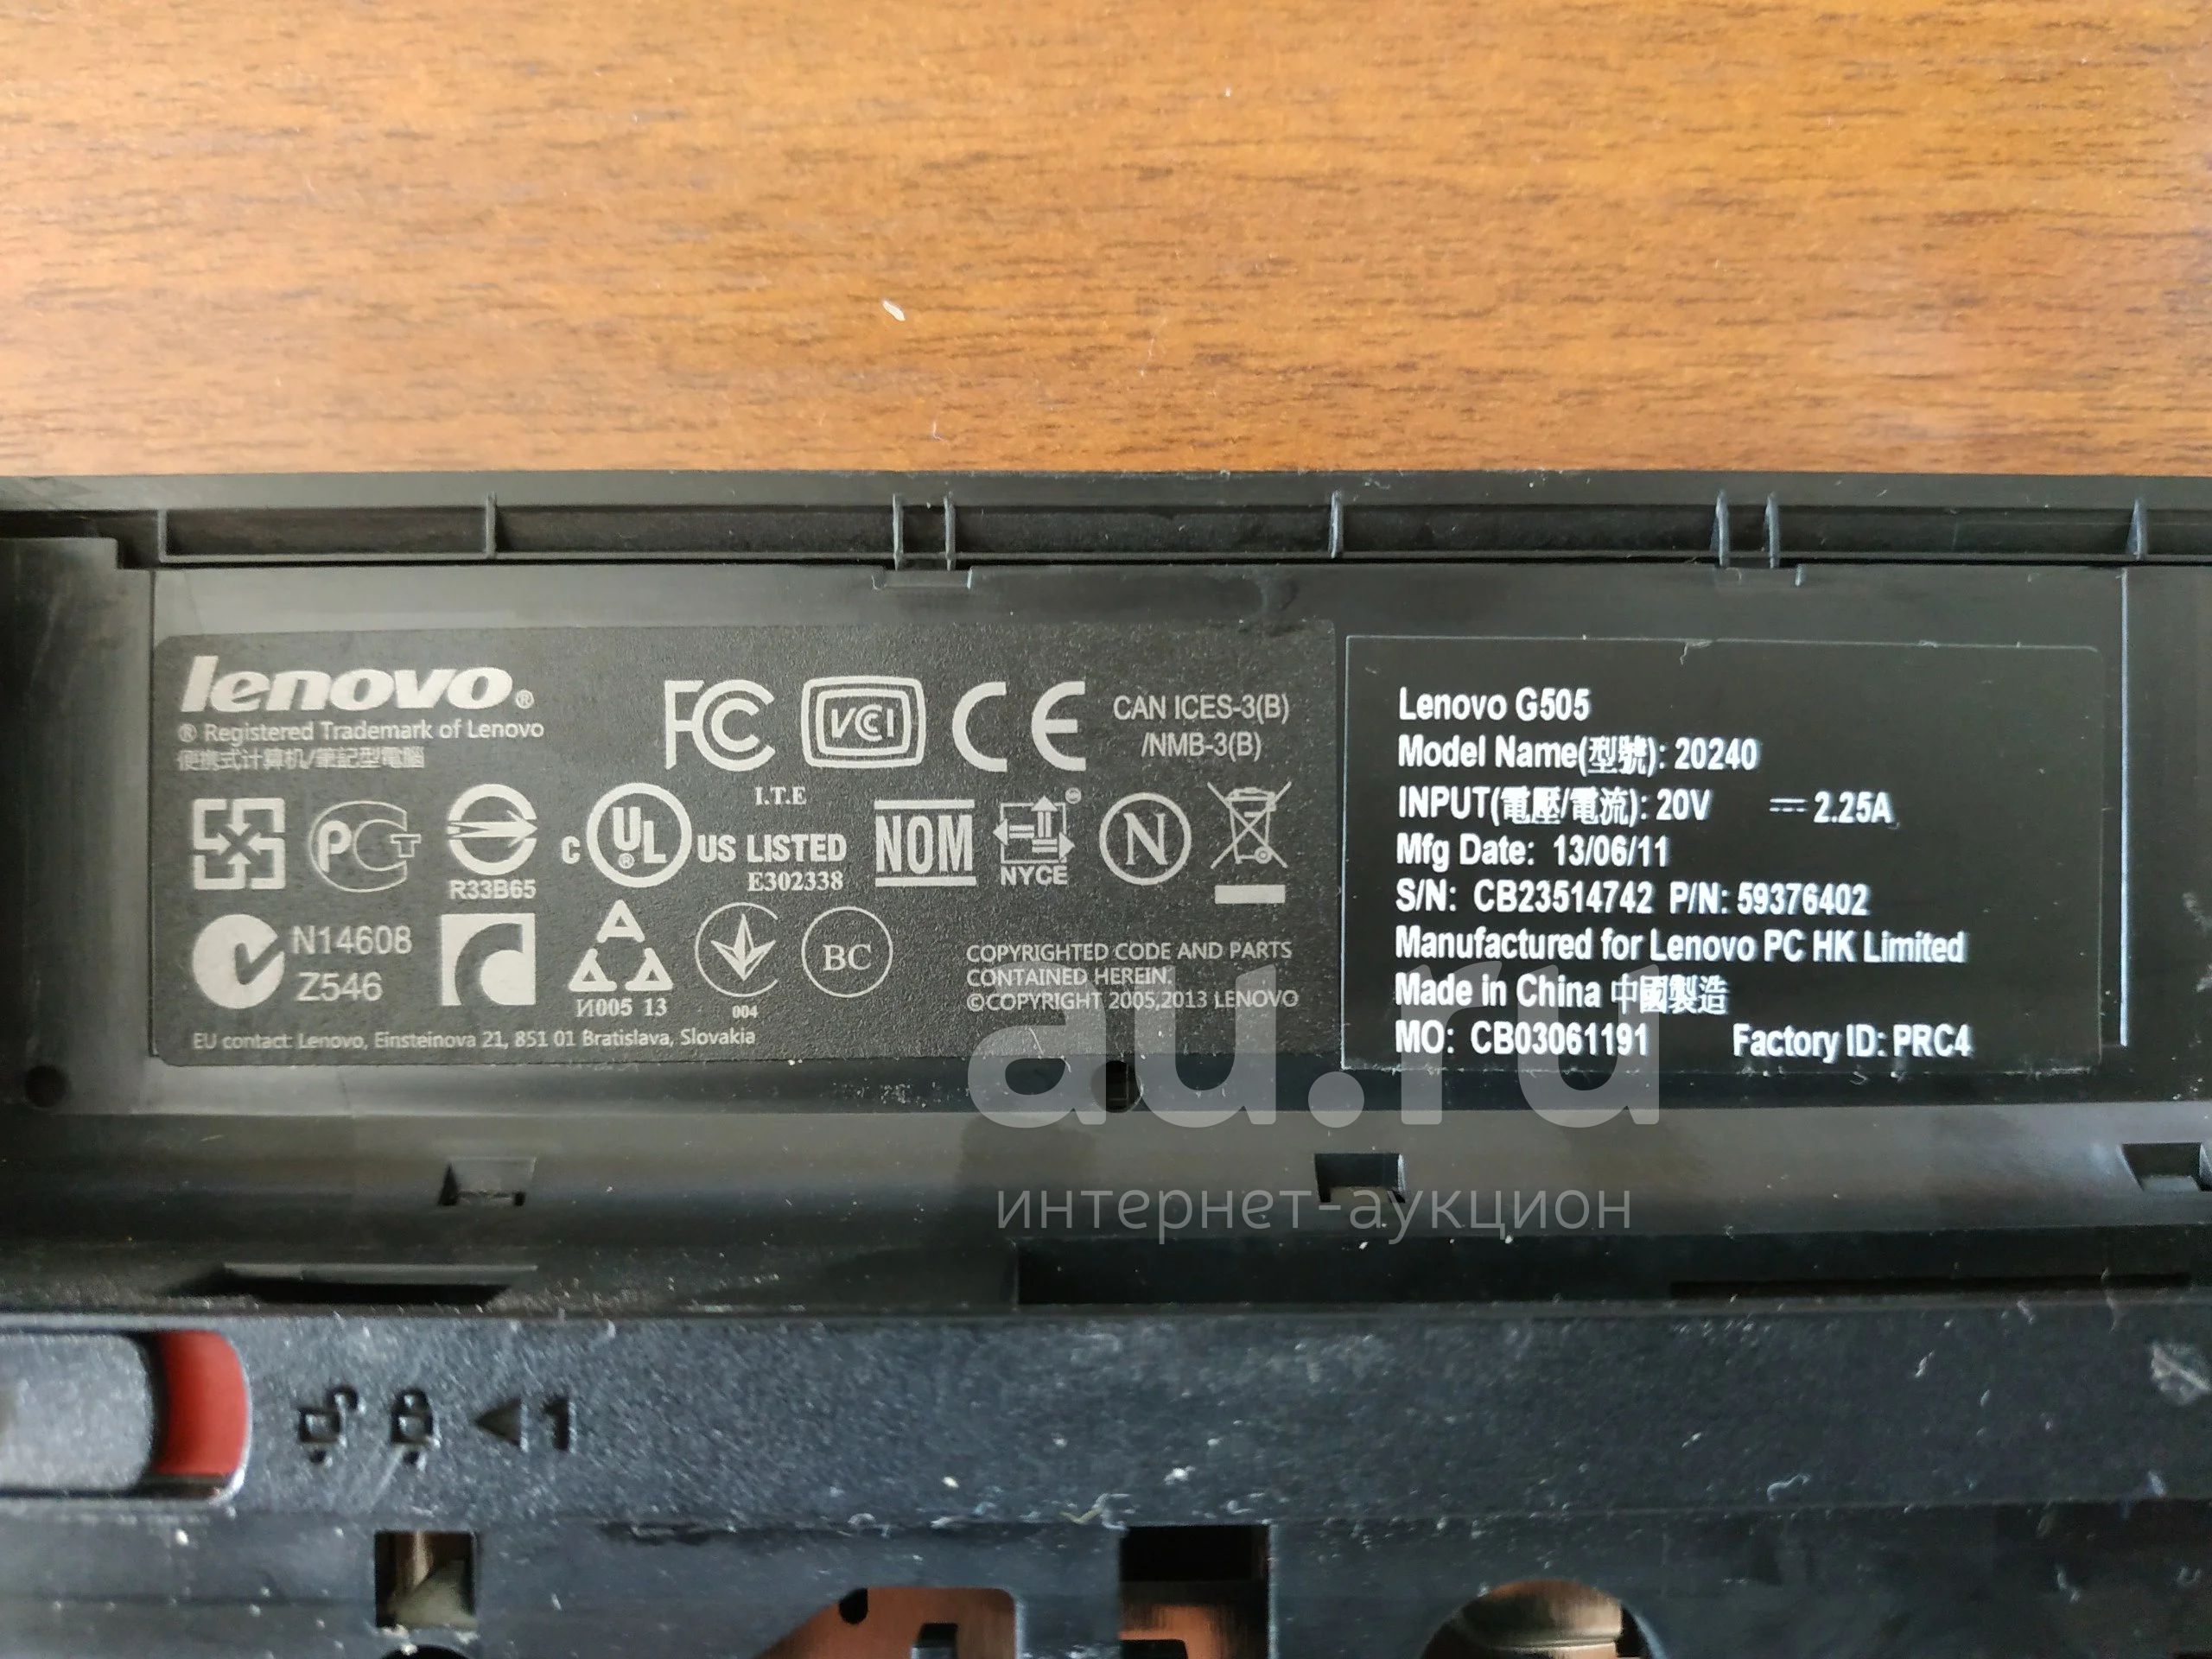 lenovo®
® Registered Trademark of Lenovo
便携式计算机/筆記型電腦
FC VCCI CE
CAN ICES-3(B)
/NMB-3(B)
PCT
R33B65
C UL® US LISTED
I.T.E
E302338
NOM
NYCE
N
N14608
Z546
И005 13
004
BC
COPYRIGHTED CODE AND PARTS
CONTAINED HEREIN.
©COPYRIGHT 2005,2013 LENOVO
EU contact: Lenovo, Einsteinova 21, 851 01 Bratislava, Slovakia
Lenovo G505
Model Name(型號): 20240
INPUT(電壓/電流): 20V ⎓ 2.25A
Mfg Date: 13/06/11
S/N: CB23514742 P/N: 59376402
Manufactured for Lenovo PC HK Limited
Made in China 中國製造
MO: CB03061191 Factory ID: PRC4
au.ru
интернет-аукцион
◄1